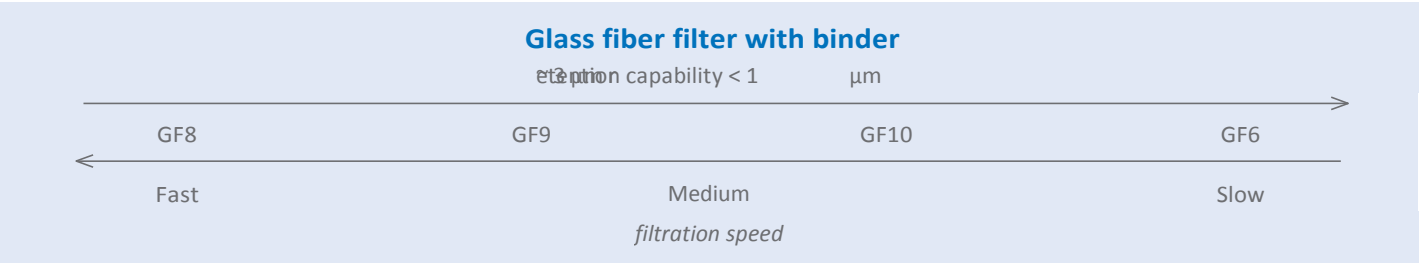 Glass fiber filter with binder
capability < 1 µm
GF8 GF9 GF10 GF6
Fast Medium Slow
filtration speed